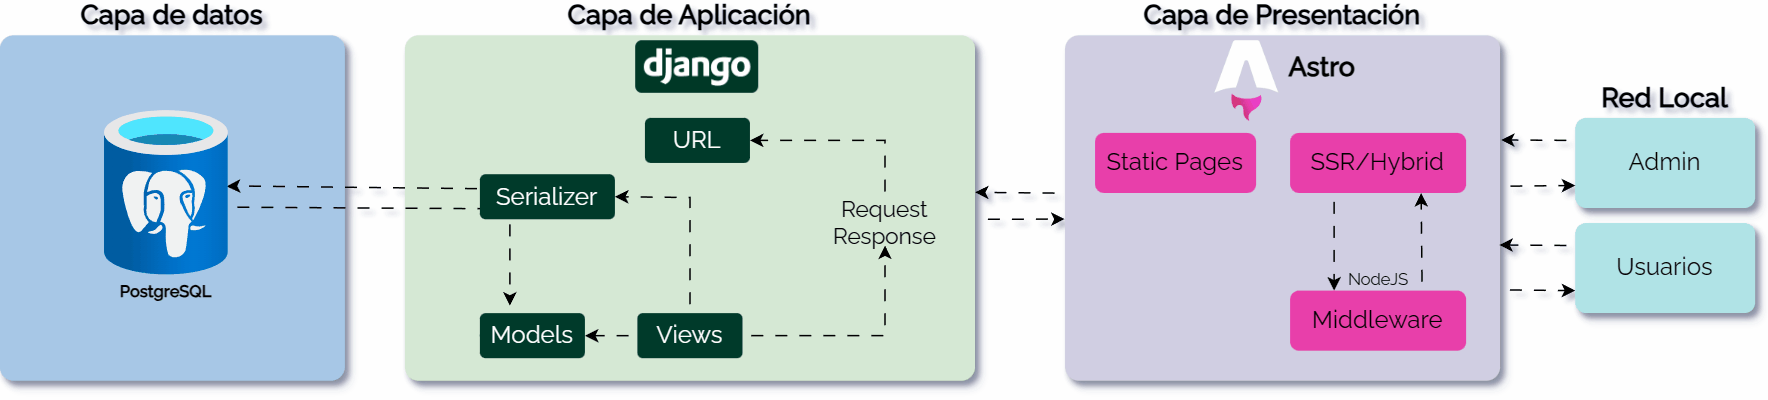 Capa de datos
PostgreSQL
Capa de Aplicación
django
URL
Serializer
Request
Response
Models
Views
Capa de Presentación
Astro
Static Pages
SSR/Hybrid
NodeJS
Middleware
Red Local
Admin
Usuarios